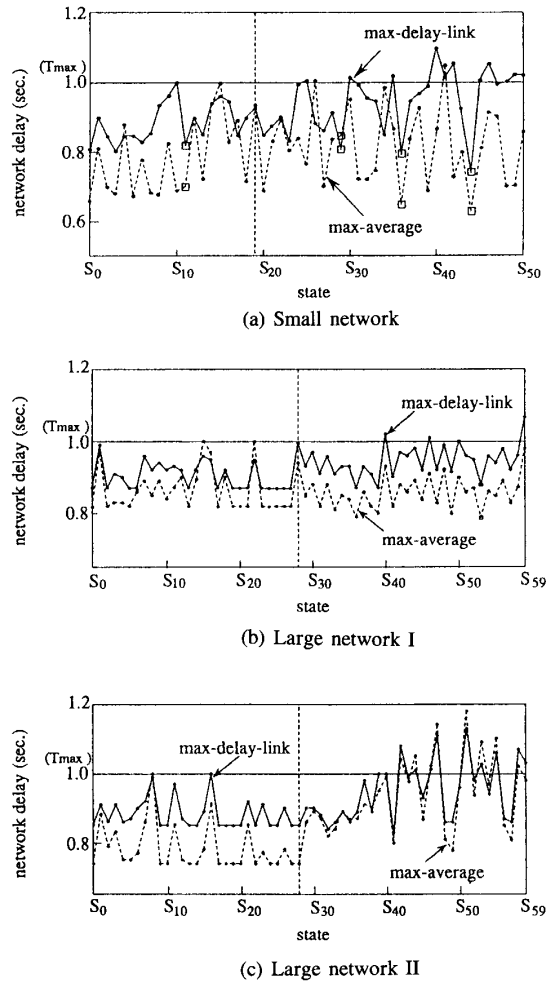 network delay (sec.)
1.2
(Tmax)
1.0
0.8
0.6
max-delay-link
max-average
S0 S10 S20 S30 S40 S50
state
(a) Small network
network delay (sec.)
1.2
(Tmax)
1.0
0.8
max-delay-link
max-average
S0 S10 S20 S30 S40 S50 S59
state
(b) Large network I
network delay (sec.)
1.2
(Tmax)
1.0
0.8
max-delay-link
max-average
S0 S10 S20 S30 S40 S50 S59
state
(c) Large network II